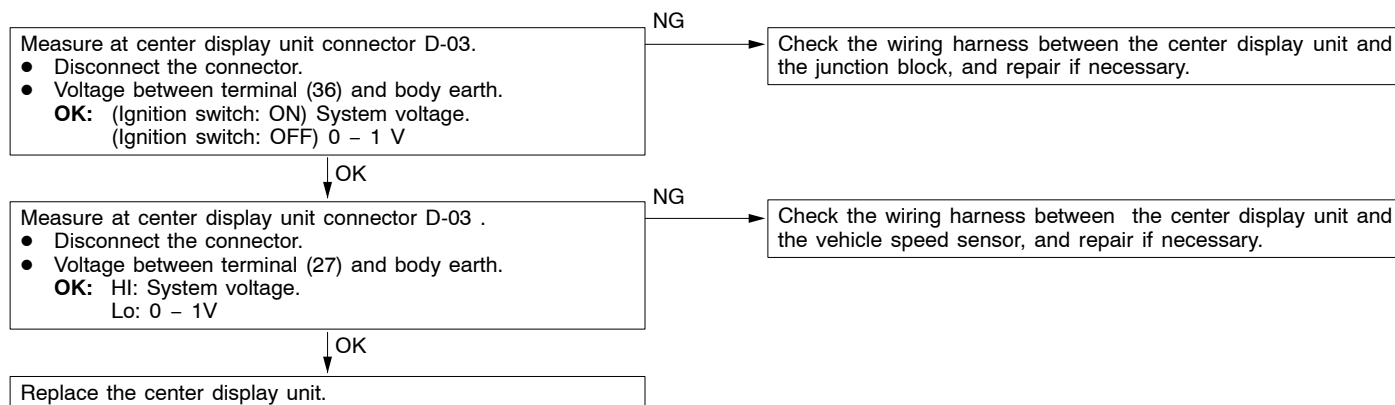 Measure at center display unit connector D-03.
● Disconnect the connector.
● Voltage between terminal (36) and body earth.
OK: (Ignition switch: ON) System voltage.
(Ignition switch: OFF) 0 – 1 V
NG
Check the wiring harness between the center display unit and
the junction block, and repair if necessary.
OK
Measure at center display unit connector D-03 .
● Disconnect the connector.
● Voltage between terminal (27) and body earth.
OK: HI: System voltage.
Lo: 0 – 1V
NG
Check the wiring harness between the center display unit and
the vehicle speed sensor, and repair if necessary.
OK
Replace the center display unit.